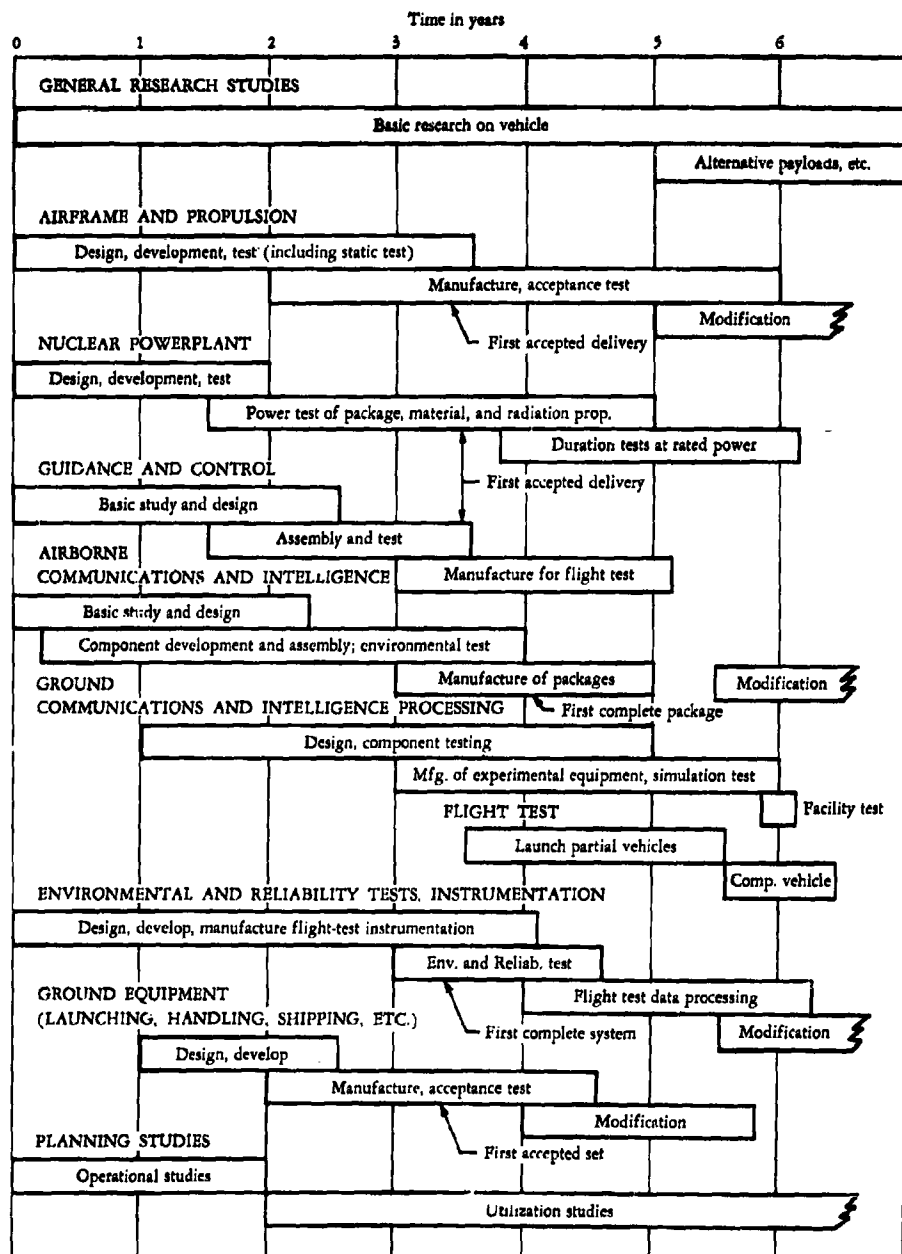 Time in years
0 1 2 3 4 5 6
GENERAL RESEARCH STUDIES
Basic research on vehicle
Alternative payloads, etc.
AIRFRAME AND PROPULSION
Design, development, test (including static test)
Manufacture, acceptance test
Modification
First accepted delivery
NUCLEAR POWERPLANT
Design, development, test
Power test of package, material, and radiation prop.
Duration tests at rated power
GUIDANCE AND CONTROL
First accepted delivery
Basic study and design
Assembly and test
AIRBORNE
COMMUNICATIONS AND INTELLIGENCE
Manufacture for flight test
Basic study and design
Component development and assembly; environmental test
Manufacture of packages
Modification
GROUND
COMMUNICATIONS AND INTELLIGENCE PROCESSING
First complete package
Design, component testing
Mfg. of experimental equipment, simulation test
Facility test
FLIGHT TEST
Launch partial vehicles
Comp. vehicle
ENVIRONMENTAL AND RELIABILITY TESTS, INSTRUMENTATION
Design, develop, manufacture flight-test instrumentation
Env. and Reliab. test
Flight test data processing
GROUND EQUIPMENT
(LAUNCHING, HANDLING, SHIPPING, ETC.)
First complete system
Modification
Design, develop
Manufacture, acceptance test
Modification
First accepted set
PLANNING STUDIES
Operational studies
Utilization studies